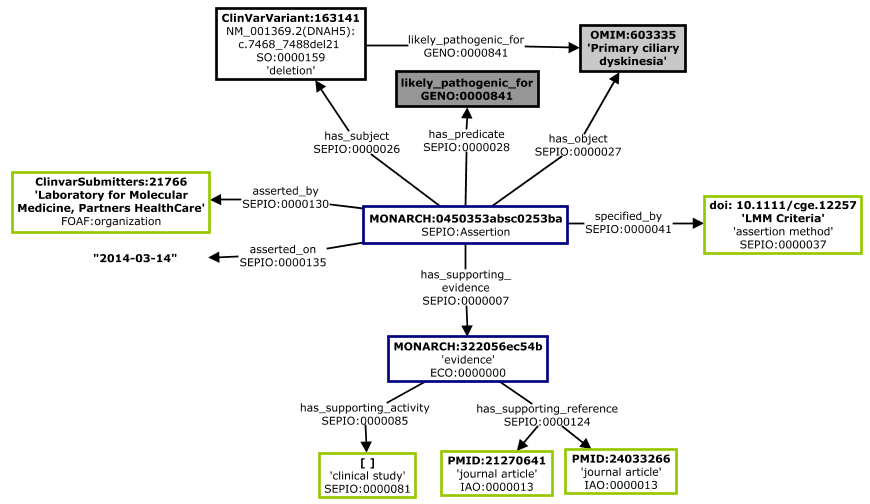 ClinVarVariant:163141
NM_001369.2(DNAH5):
c.7468_7488del21
SO:0000159
'deletion'
likely_pathogenic_for
GENO:0000841
OMIM:603335
'Primary ciliary
dyskinesia'
likely_pathogenic_for
GENO:0000841
has_subject
SEPIO:0000026
has_predicate
SEPIO:0000028
has_object
SEPIO:0000027
ClinvarSubmitters:21766
'Laboratory for Molecular
Medicine, Partners HealthCare'
FOAF:organization
asserted_by
SEPIO:0000130
MONARCH:0450353absc0253ba
SEPIO:Assertion
specified_by
SEPIO:0000041
doi: 10.1111/cge.12257
'LMM Criteria'
'assertion method'
SEPIO:0000037
"2014-03-14"
asserted_on
SEPIO:0000135
has_supporting_
evidence
SEPIO:0000007
MONARCH:322056ec54b
'evidence'
ECO:0000000
has_supporting_activity
SEPIO:0000085
has_supporting_reference
SEPIO:0000124
[ ]
'clinical study'
SEPIO:0000081
PMID:21270641
'journal article'
IAO:0000013
PMID:24033266
'journal article'
IAO:0000013